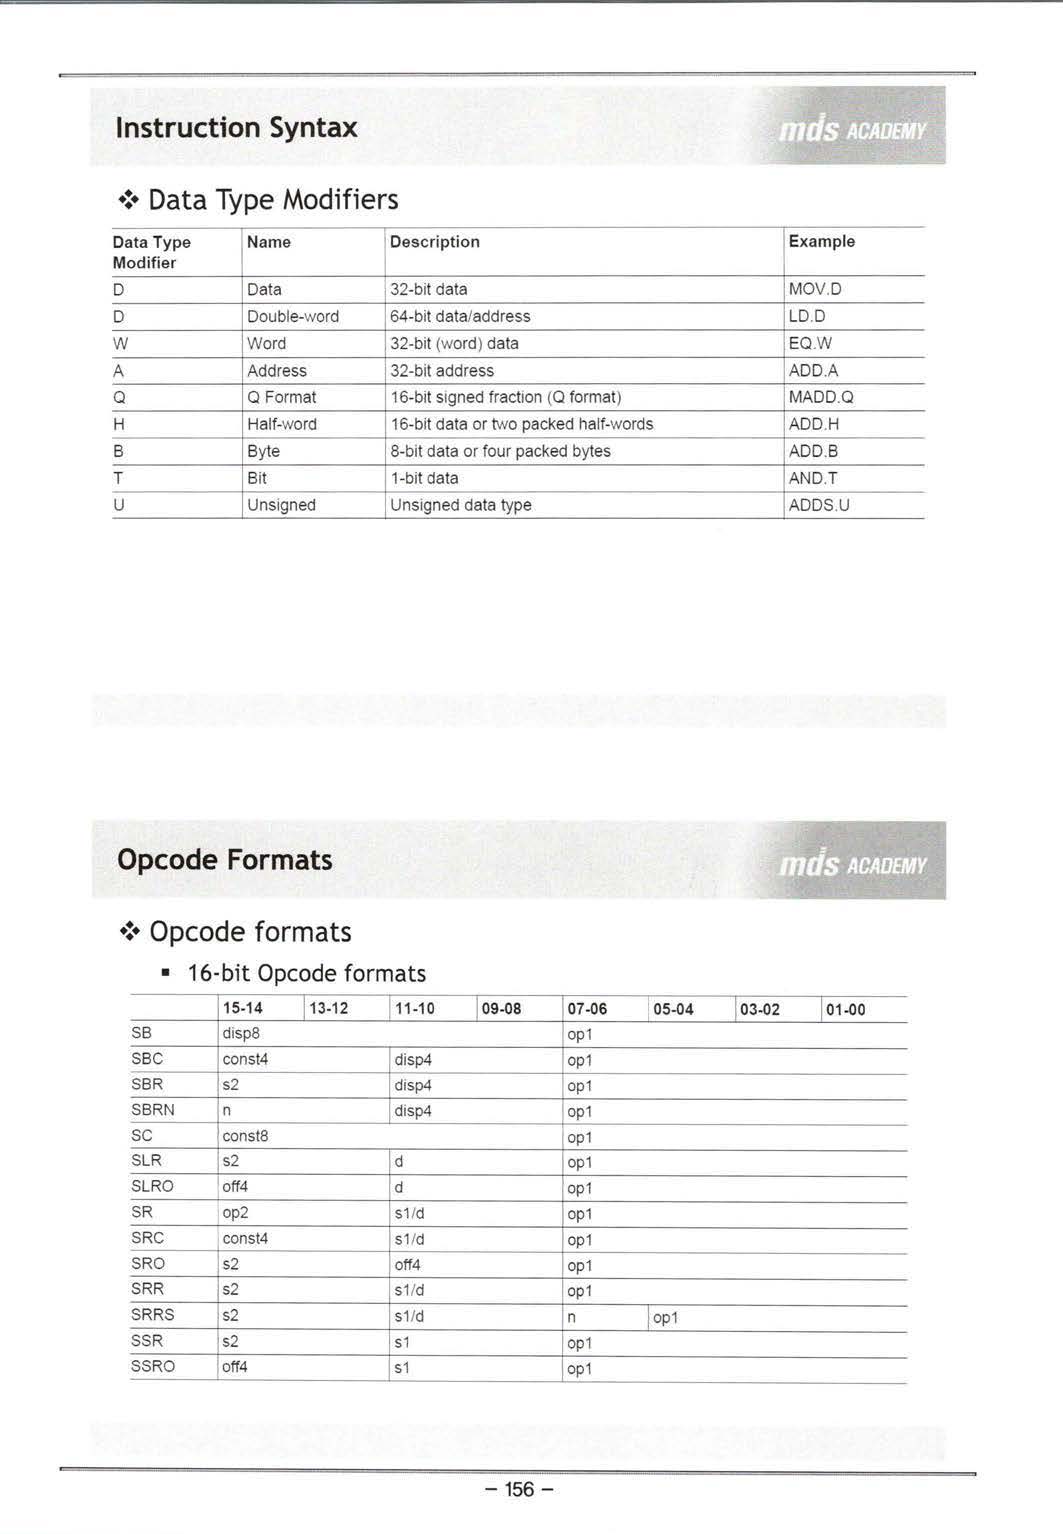 Instruction Syntax
mds ACADEMY
Data Type Modifiers
Data Type Modifier | Name | Description | Example
D | Data | 32-bit data | MOV.D
D | Double-word | 64-bit data/address | LD.D
W | Word | 32-bit (word) data | EQ.W
A | Address | 32-bit address | ADD.A
Q | Q Format | 16-bit signed fraction (Q format) | MADD.Q
H | Half-word | 16-bit data or two packed half-words | ADD.H
B | Byte | 8-bit data or four packed bytes | ADD.B
T | Bit | 1-bit data | AND.T
U | Unsigned | Unsigned data type | ADDS.U
Opcode Formats
mds ACADEMY
Opcode formats
16-bit Opcode formats
15-14 | 13-12 | 11-10 | 09-08 | 07-06 | 05-04 | 03-02 | 01-00
SB | disp8 | op1
SBC | const4 | disp4 | op1
SBR | s2 | disp4 | op1
SBRN | n | disp4 | op1
SC | const8 | op1
SLR | s2 | d | op1
SLRO | off4 | d | op1
SR | op2 | s1/d | op1
SRC | const4 | s1/d | op1
SRO | s2 | off4 | op1
SRR | s2 | s1/d | op1
SRRS | s2 | s1/d | n | op1
SSR | s2 | s1 | op1
SSRO | off4 | s1 | op1
– 156 –